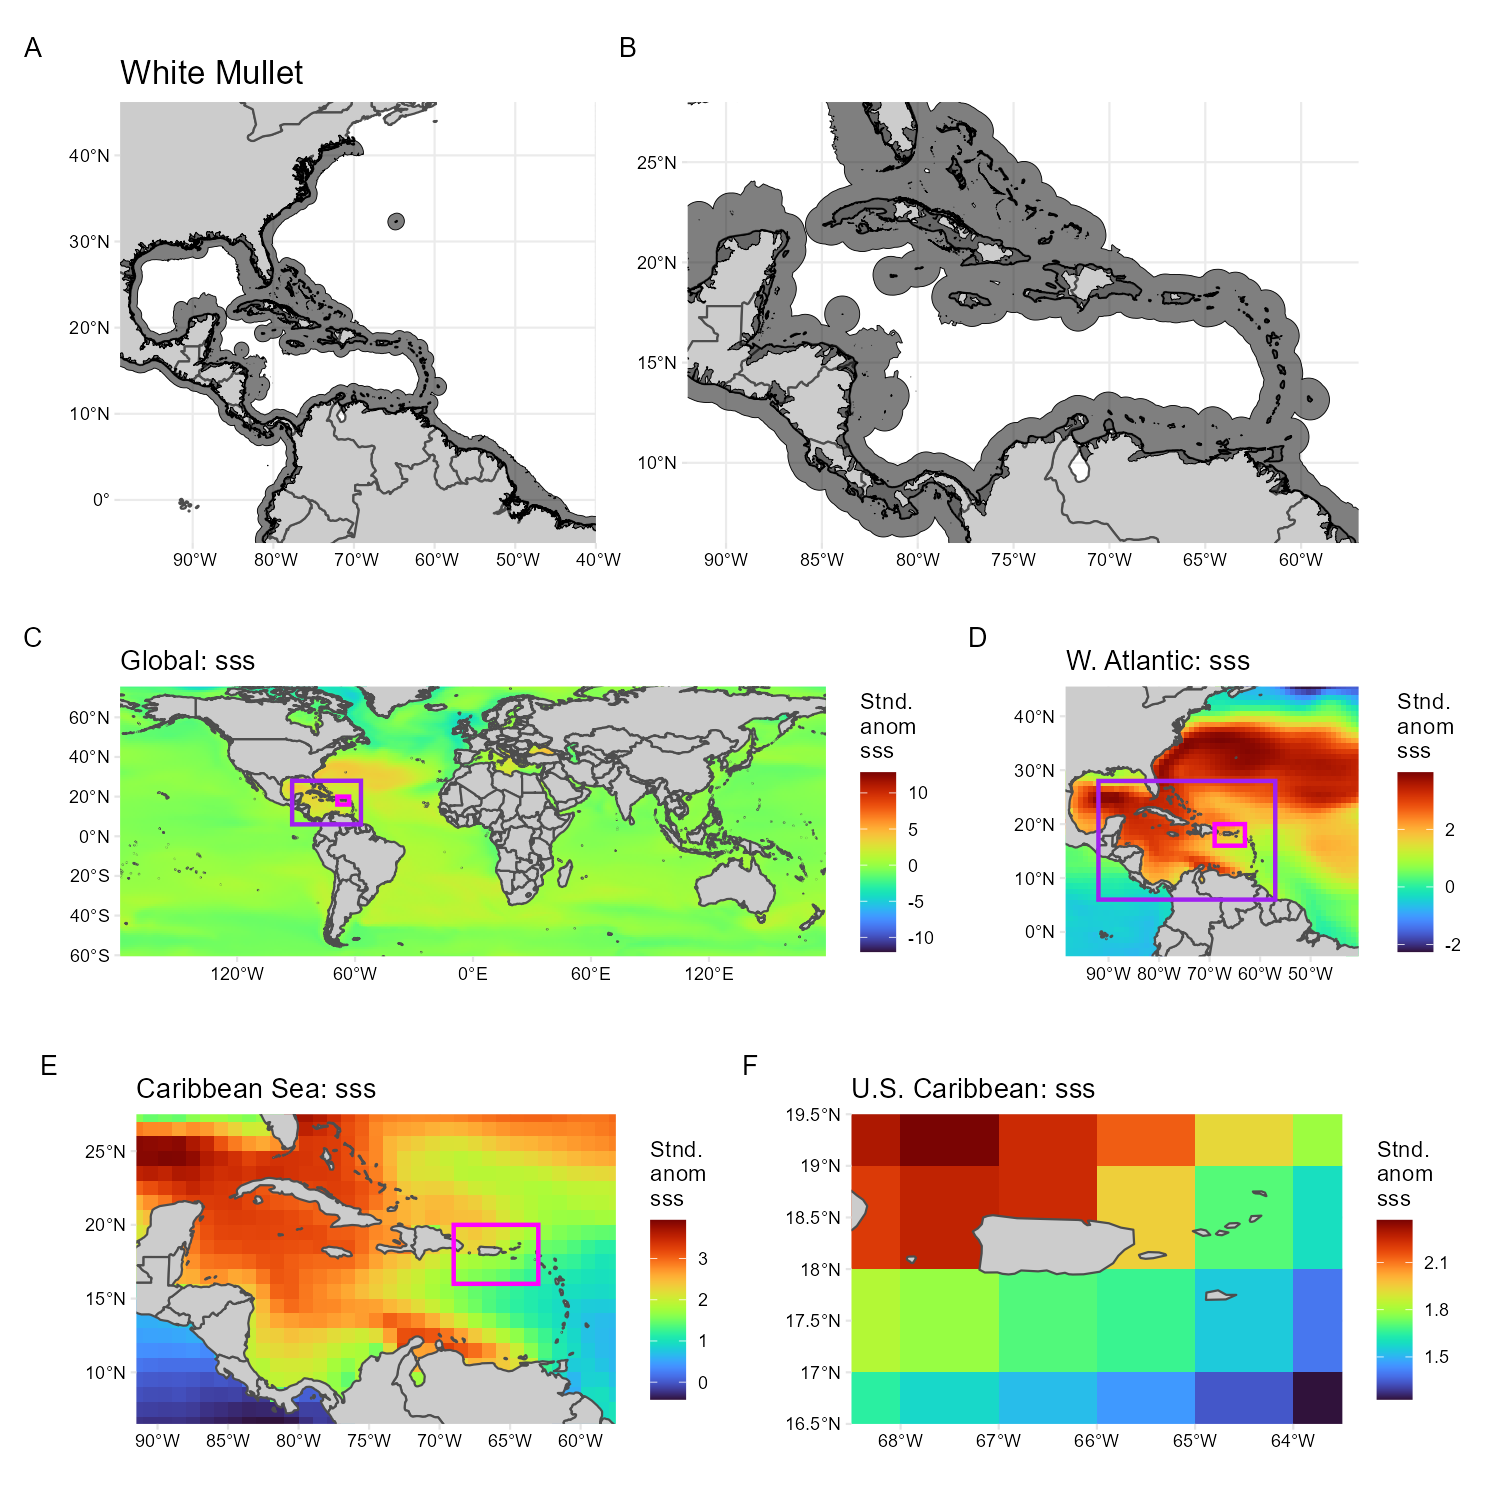 A
B
White Mullet
40°N
30°N
20°N
10°N
0°
90°W 80°W 70°W 60°W 50°W 40°W
25°N
20°N
15°N
10°N
90°W 85°W 80°W 75°W 70°W 65°W 60°W
C
D
Global: sss
60°N
40°N
20°N
0°N
20°S
40°S
60°S
120°W 60°W 0°E 60°E 120°E
Stnd.
anom
sss
10
5
0
-5
-10
W. Atlantic: sss
40°N
30°N
20°N
10°N
0°N
90°W 80°W 70°W 60°W 50°W
Stnd.
anom
sss
2
0
-2
E
F
Caribbean Sea: sss
25°N
20°N
15°N
10°N
90°W 85°W 80°W 75°W 70°W 65°W 60°W
Stnd.
anom
sss
3
2
1
0
U.S. Caribbean: sss
19.5°N
19°N
18.5°N
18°N
17.5°N
17°N
16.5°N
68°W 67°W 66°W 65°W 64°W
Stnd.
anom
sss
2.1
1.8
1.5